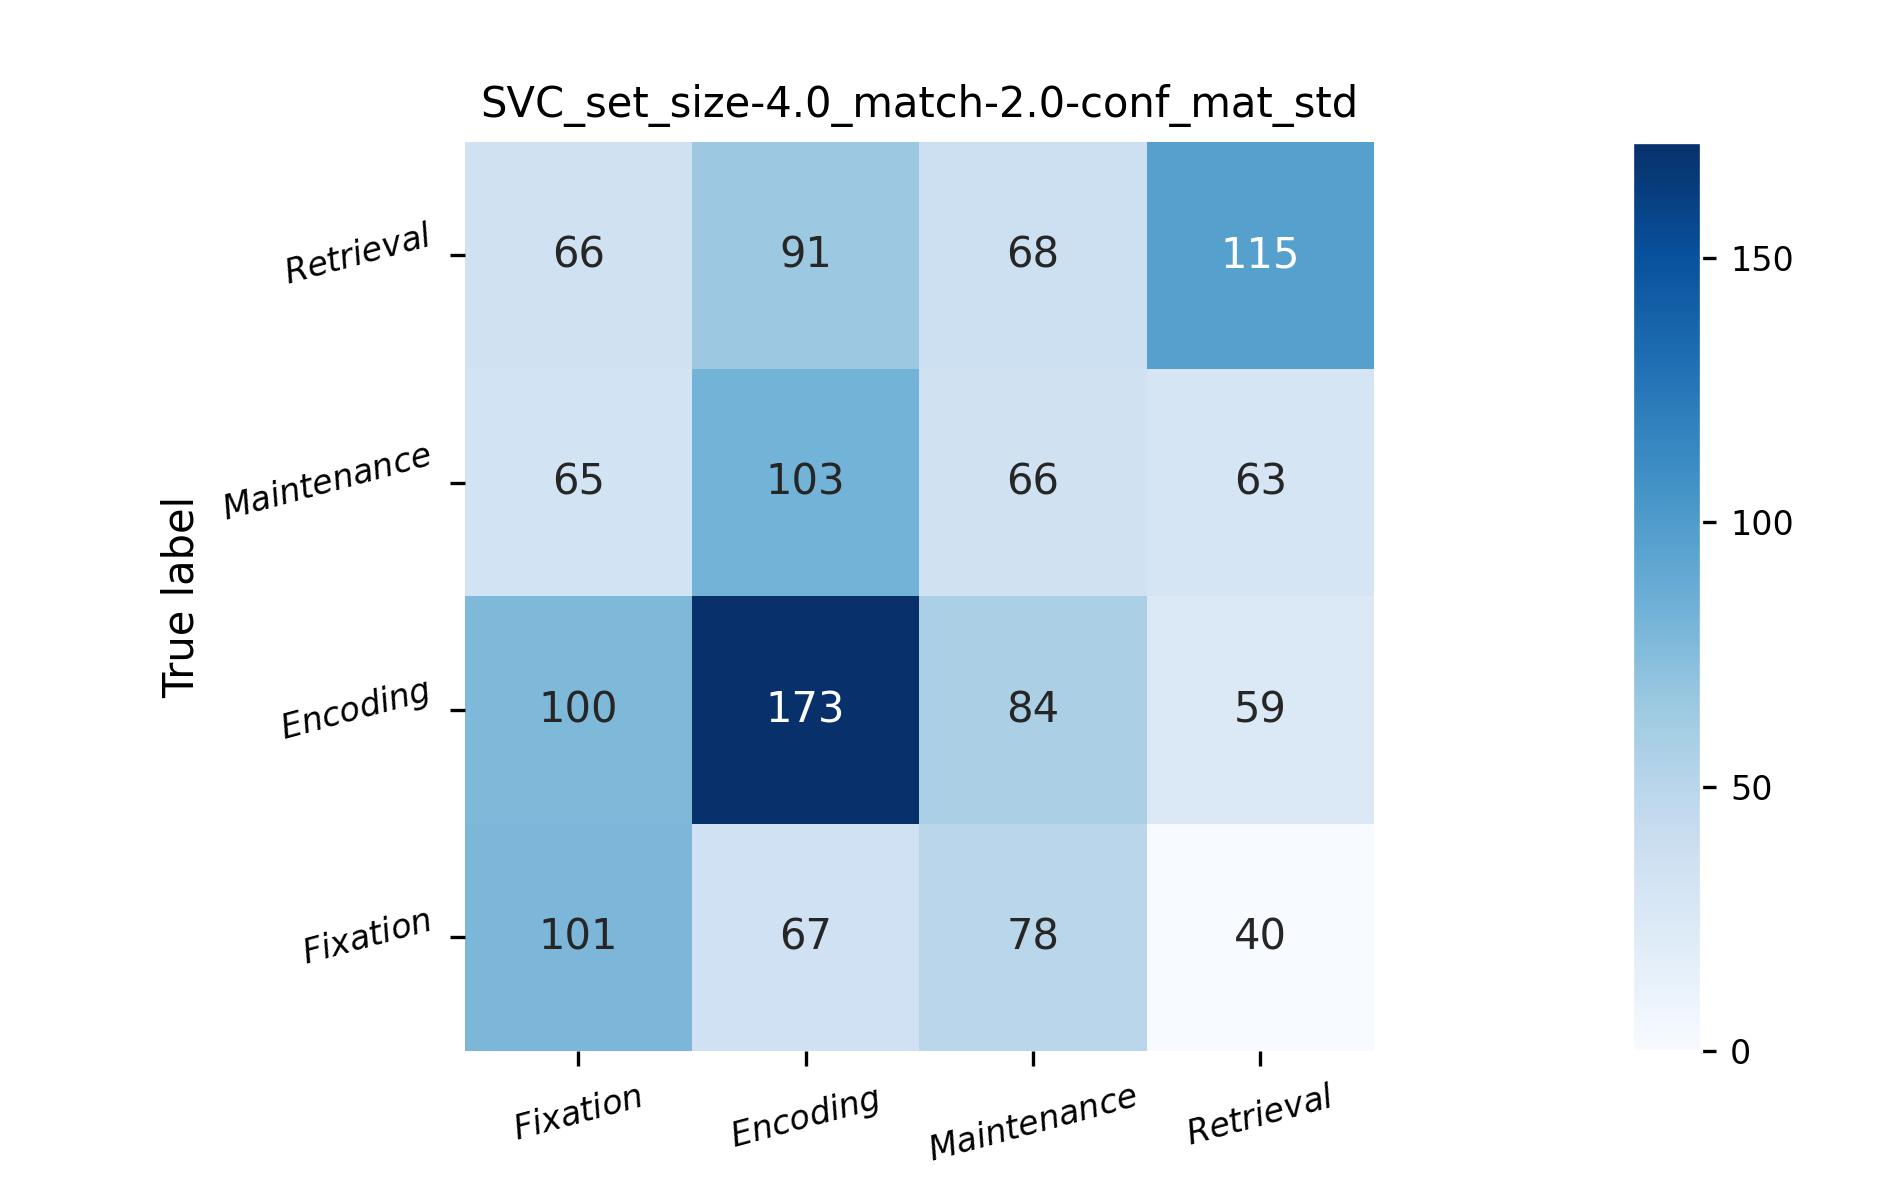 SVC_set_size-4.0_match-2.0-conf_mat_std
True label
Retrieval 66 91 68 115
Maintenance 65 103 66 63
Encoding 100 173 84 59
Fixation 101 67 78 40
Fixation Encoding Maintenance Retrieval
150
100
50
0